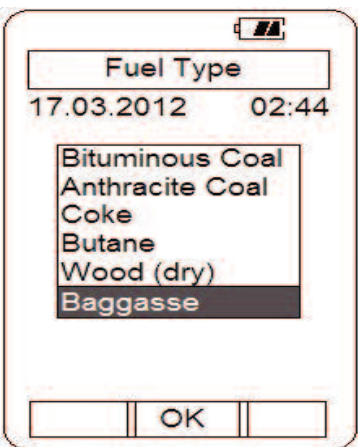 Fuel Type
17.03.2012 02:44
Bituminous Coal
Anthracite Coal
Coke
Butane
Wood (dry)
Baggasse
OK